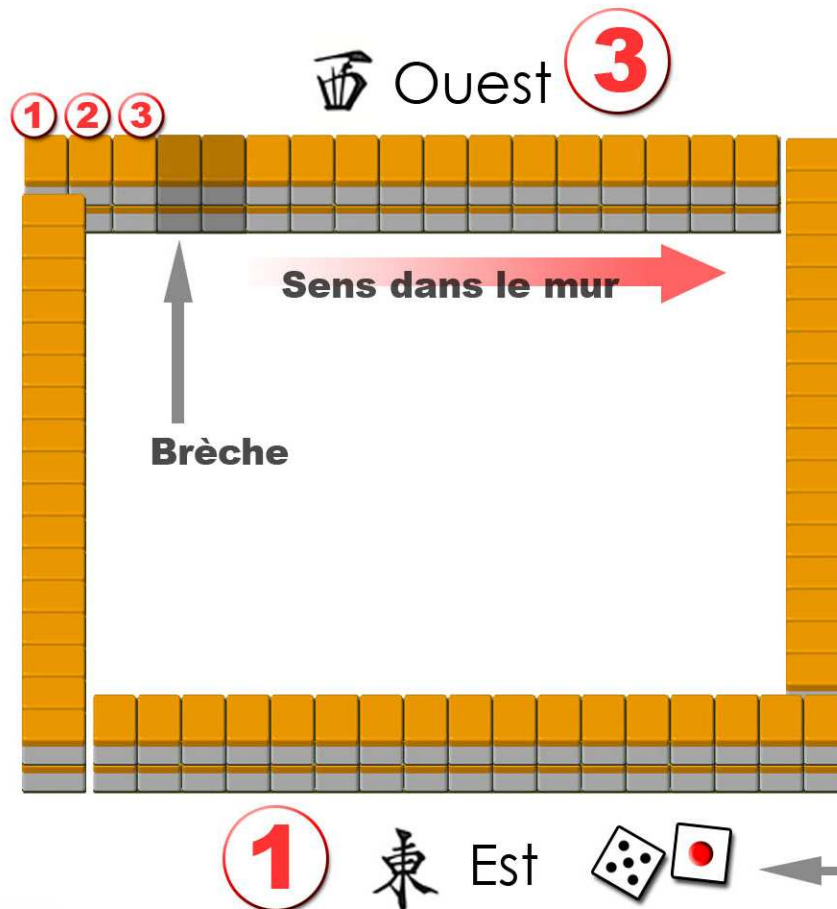 西 Ouest 3
1 2 3
Sens dans le mur
Brèche
1 東 Est